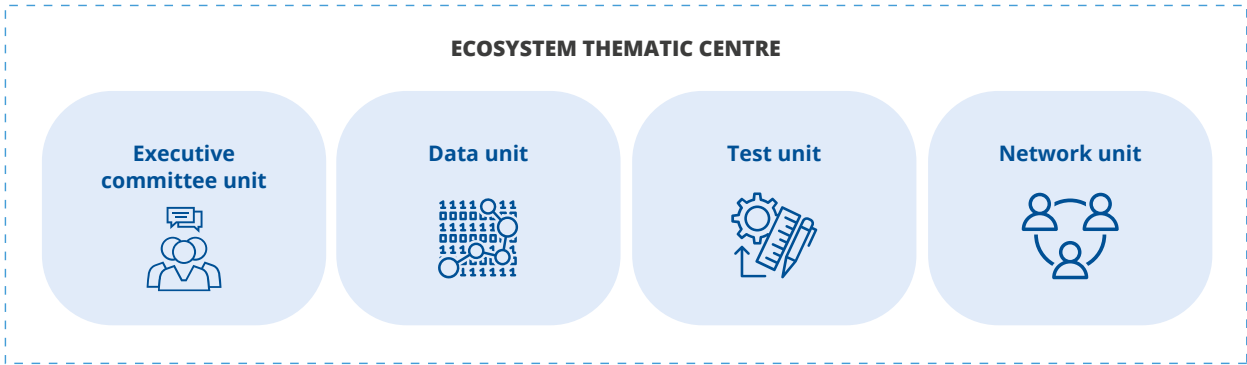 ECOSYSTEM THEMATIC CENTRE
Executive
committee unit
Data unit
Test unit
Network unit